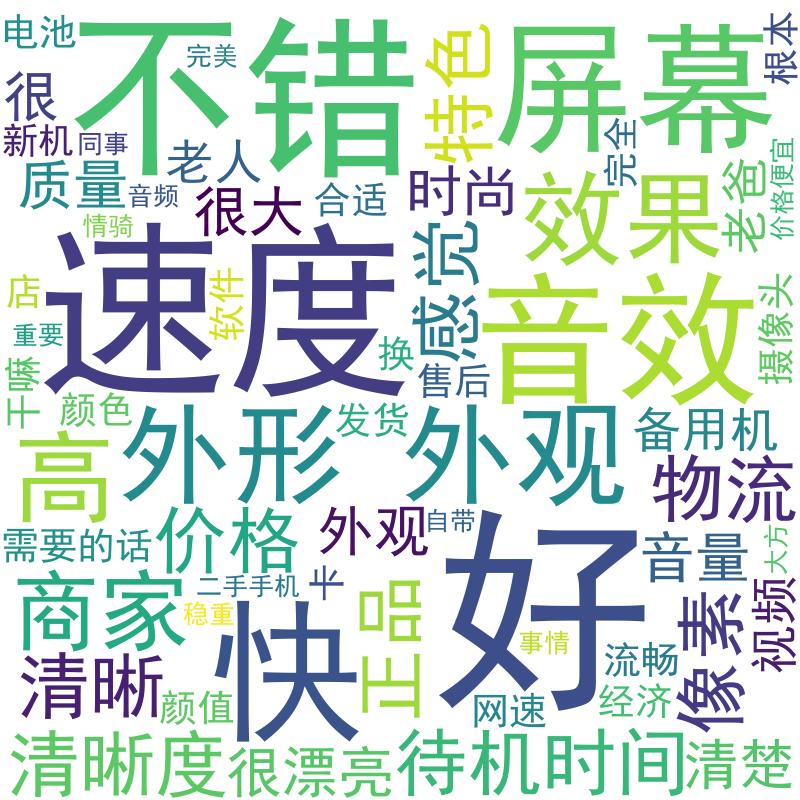 电池
不错
完美
特色
屏幕
根本
很
新机
同事
老人
完全
质量
音频
很大
合适
时尚
效果
老爸
价格便宜
情骑
速度
感觉
店
软件
音效
摄像头
重要
换
干嘛
售后
颜色
外形
发货
外观
备用机
高
物流
价格
外观
自带
需要的话
音量
大方
商家
二手手机
卡
好
稳重
快
正品
事情
像素
视频
清晰
流畅
颜值
网速
经济
清晰度
很漂亮
待机时间
清楚